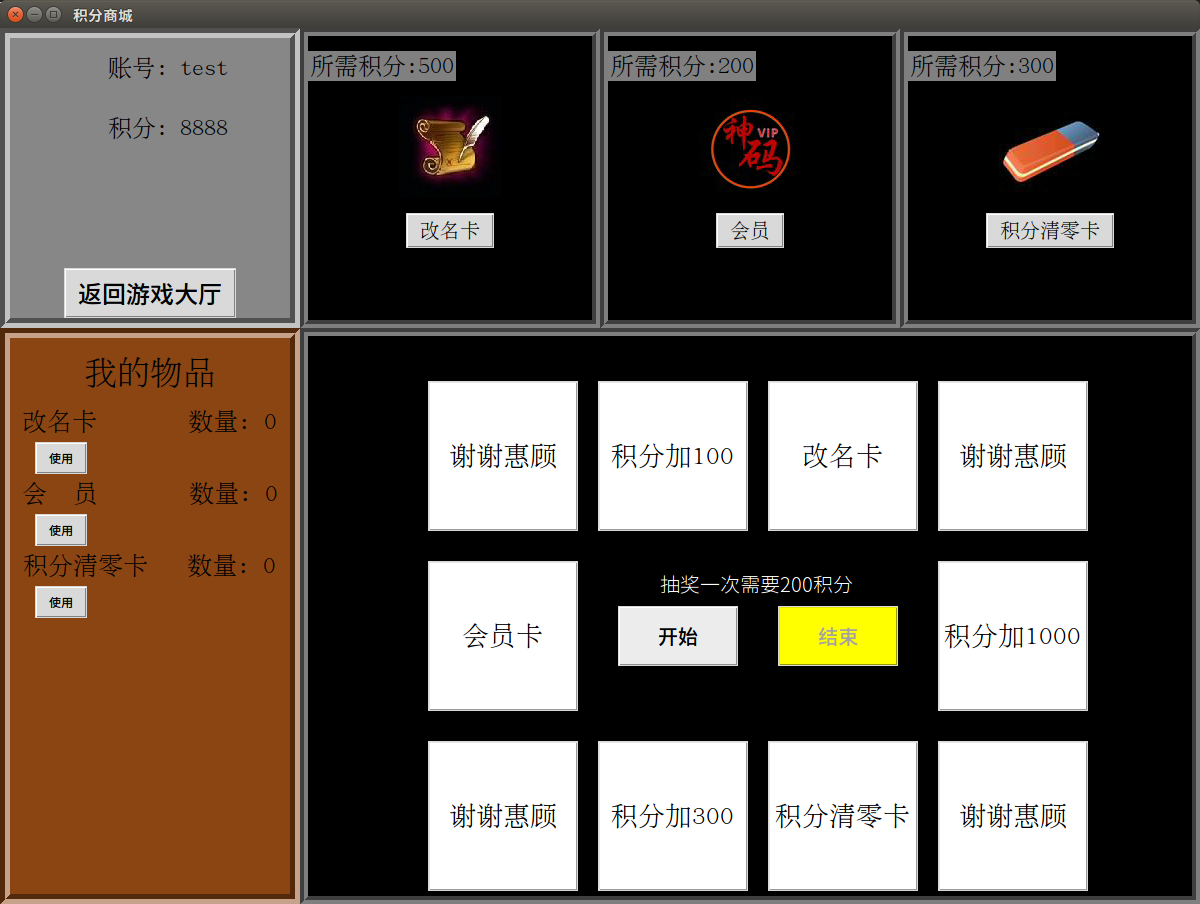 积分商城
账号: test
积分: 8888
返回游戏大厅
所需积分:500
改名卡
所需积分:200
神码
VIP
会员
所需积分:300
积分清零卡
我的物品
改名卡 数量: 0
使用
会 员 数量: 0
使用
积分清零卡 数量: 0
使用
谢谢惠顾 积分加100 改名卡 谢谢惠顾
抽奖一次需要200积分
会员卡 开始 结束 积分加1000
谢谢惠顾 积分加300 积分清零卡 谢谢惠顾